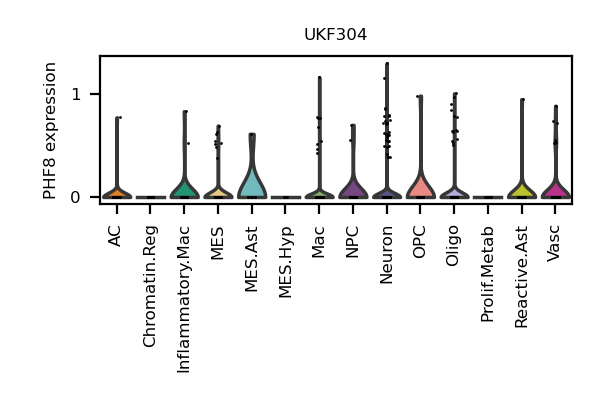 UKF304
PHF8 expression
1
0
AC
Chromatin.Reg
Inflammatory.Mac
MES
MES.Ast
MES.Hyp
Mac
NPC
Neuron
OPC
Oligo
Prolif.Metab
Reactive.Ast
Vasc